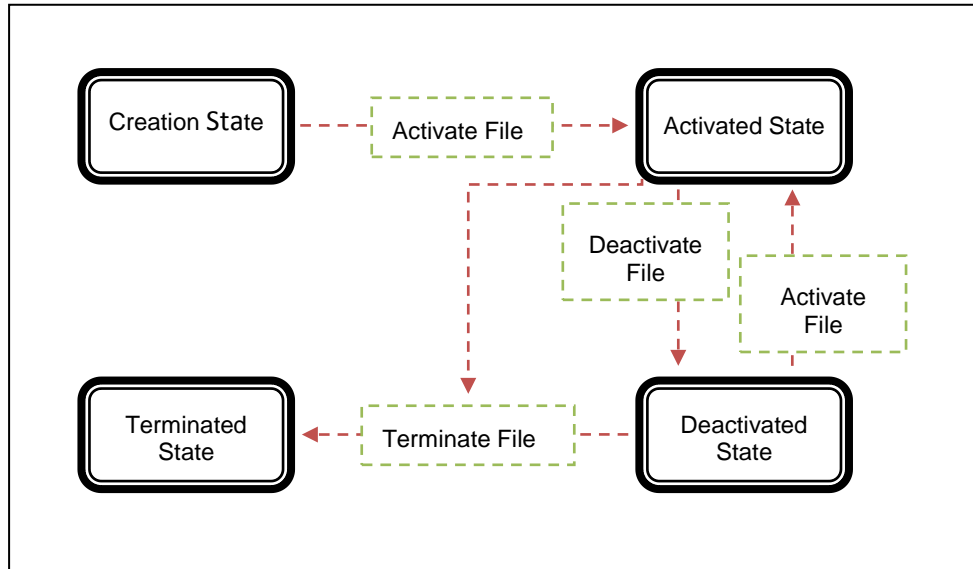 Creation State
Activate File
Activated State
Deactivate
File
Activate
File
Terminated
State
Terminate File
Deactivated
State